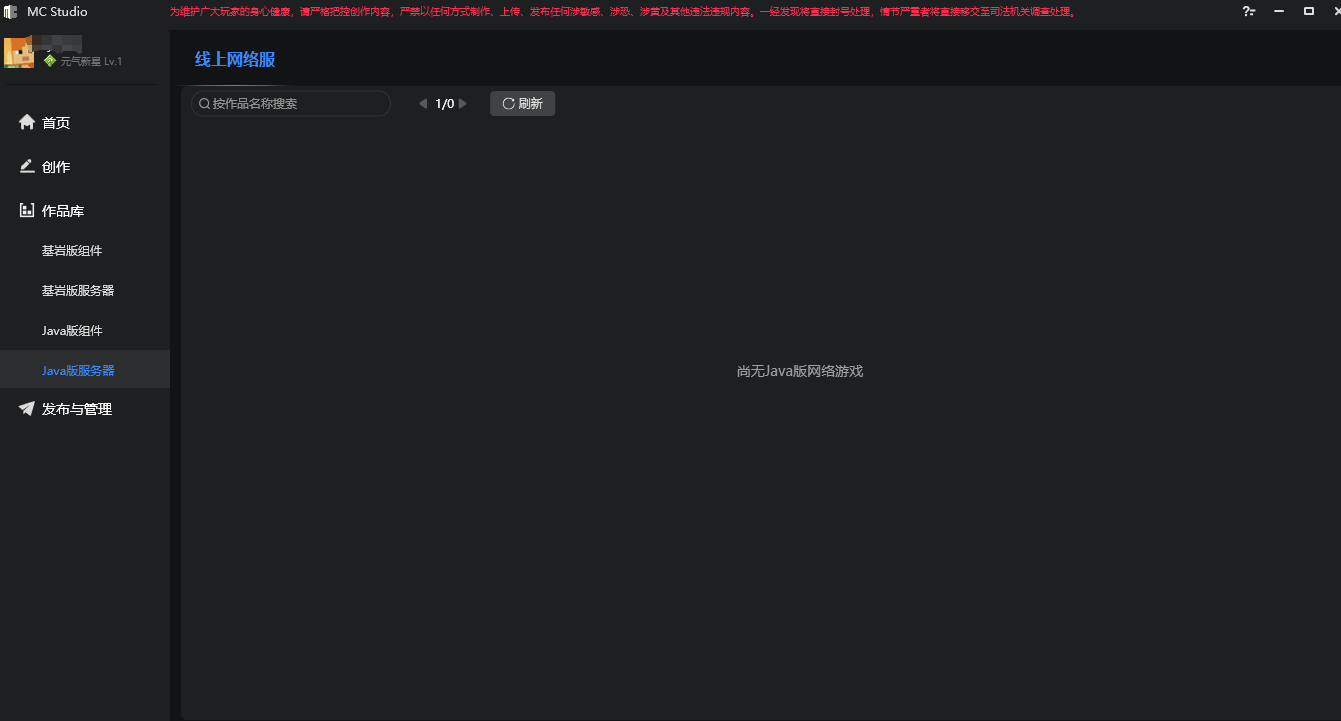 MC Studio
为维护广大玩家的身心健康，请严格把控创作内容，严禁以任何方式制作、上传、发布任何涉敏感、涉恐、涉黄及其他违法违规内容。一经发现将直接封号处理，情节严重者将直接移交至司法机关调查处理。
元气新星 Lv.1
线上网络服
按作品名称搜索
1/0
刷新
首页
创作
作品库
基岩版组件
基岩版服务器
Java版组件
Java版服务器
发布与管理
尚无Java版网络游戏